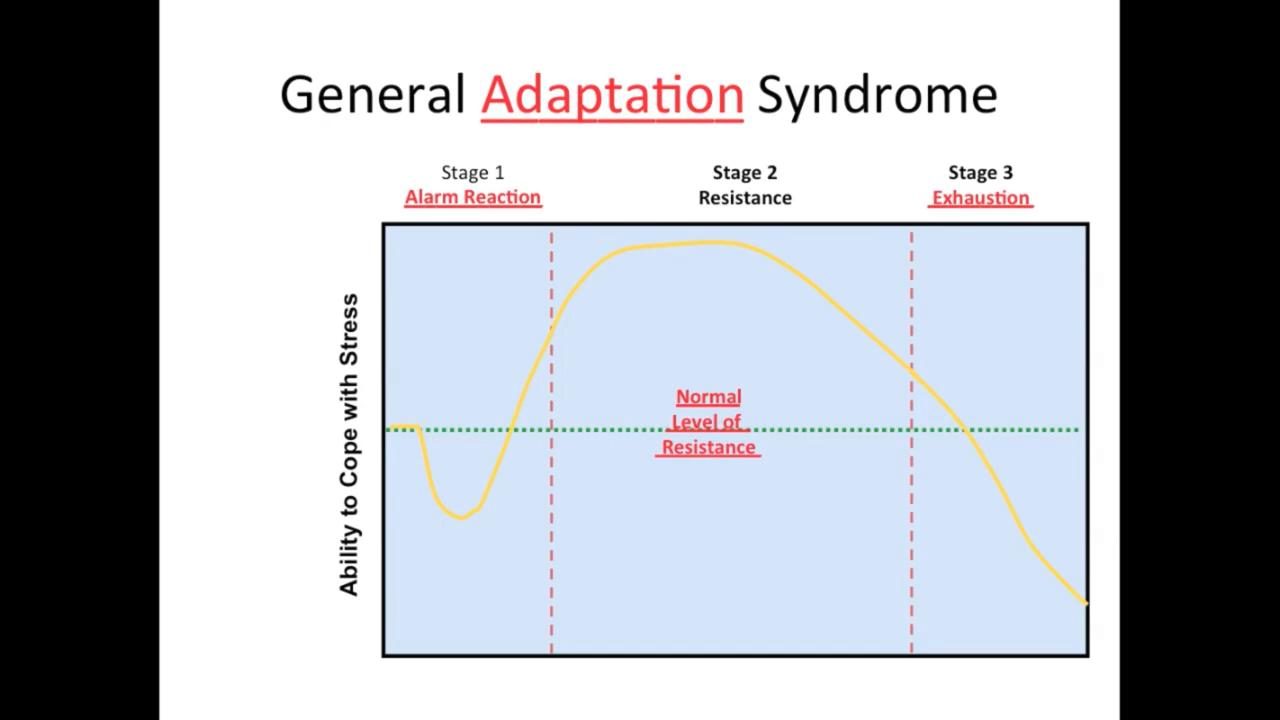 General Adaptation Syndrome
Stage 1
Alarm Reaction
Stage 2
Resistance
Stage 3
Exhaustion
Ability to Cope with Stress
Normal
Level of
Resistance